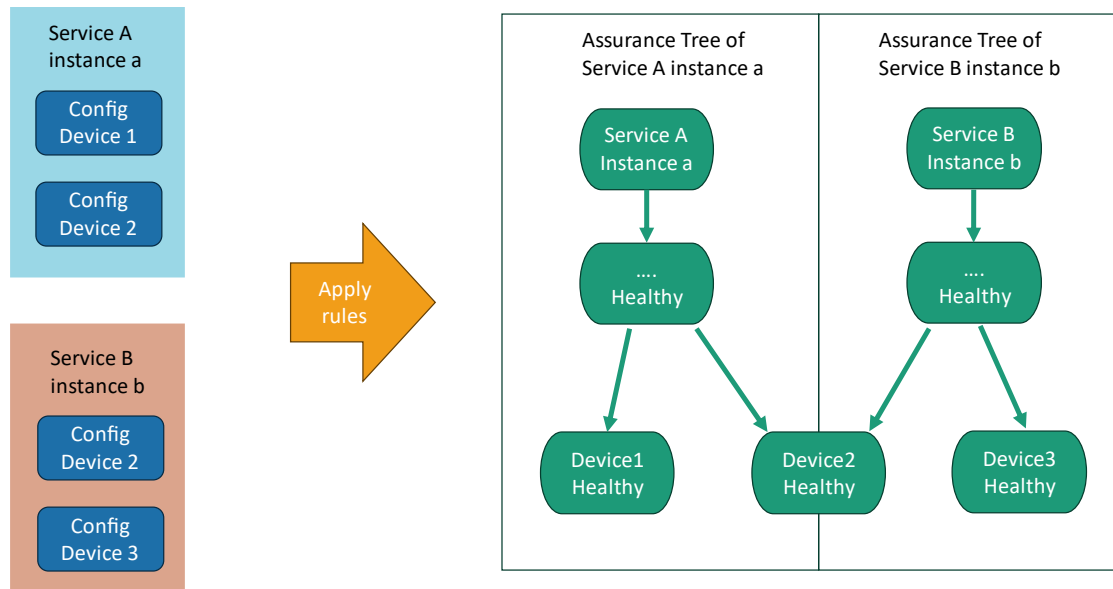 Service A
instance a
Config
Device 1
Config
Device 2
Service B
instance b
Config
Device 2
Config
Device 3
Apply
rules
Assurance Tree of
Service A instance a
Service A
Instance a
....
Healthy
Device1
Healthy
Device2
Healthy
Assurance Tree of
Service B instance b
Service B
Instance b
....
Healthy
Device3
Healthy